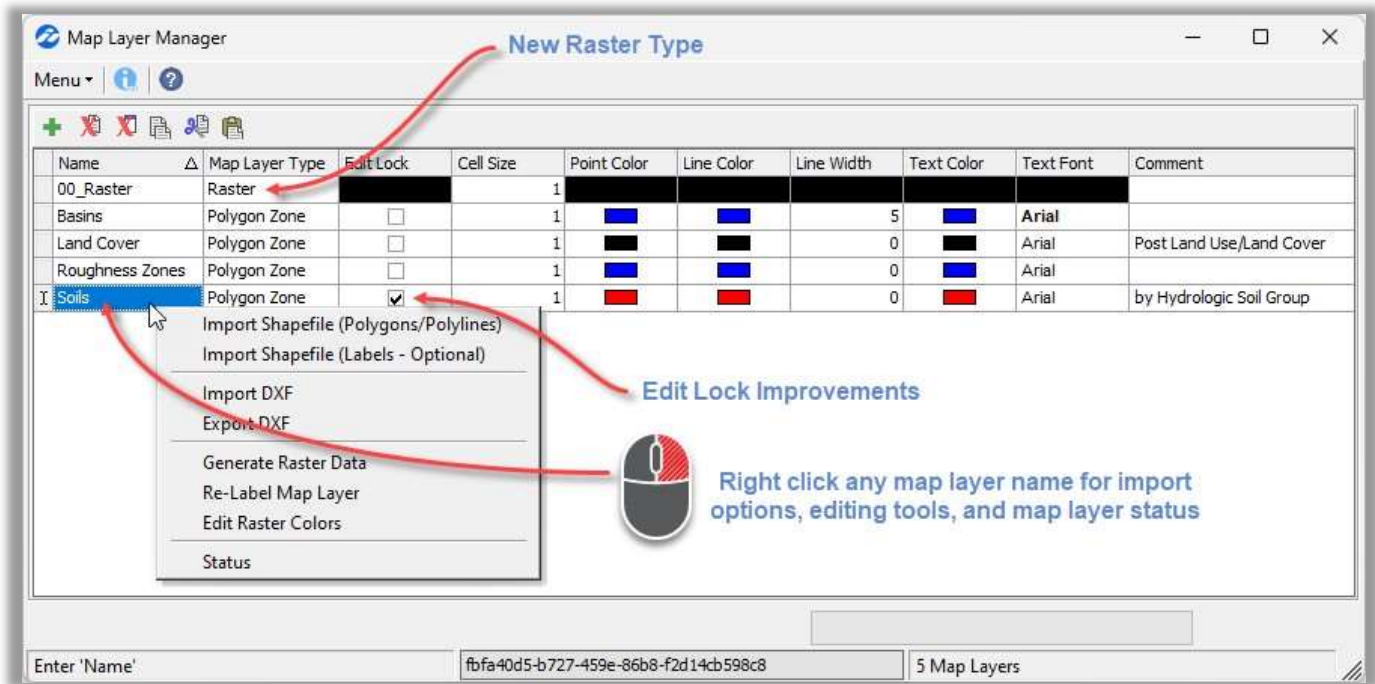 Map Layer Manager
New Raster Type
Menu
Name Map Layer Type Edit Lock Cell Size Point Color Line Color Line Width Text Color Text Font Comment
00_Raster Raster 1
Basins Polygon Zone 1 5 Arial
Land Cover Polygon Zone 1 0 Arial Post Land Use/Land Cover
Roughness Zones Polygon Zone 1 0 Arial
Soils Polygon Zone 1 0 Arial by Hydrologic Soil Group
Import Shapefile (Polygons/Polylines)
Import Shapefile (Labels - Optional)
Import DXF
Export DXF
Generate Raster Data
Re-Label Map Layer
Edit Raster Colors
Status
Edit Lock Improvements
Right click any map layer name for import
options, editing tools, and map layer status
Enter 'Name' fbfa40d5-b727-459e-86b8-f2d14cb598c8 5 Map Layers